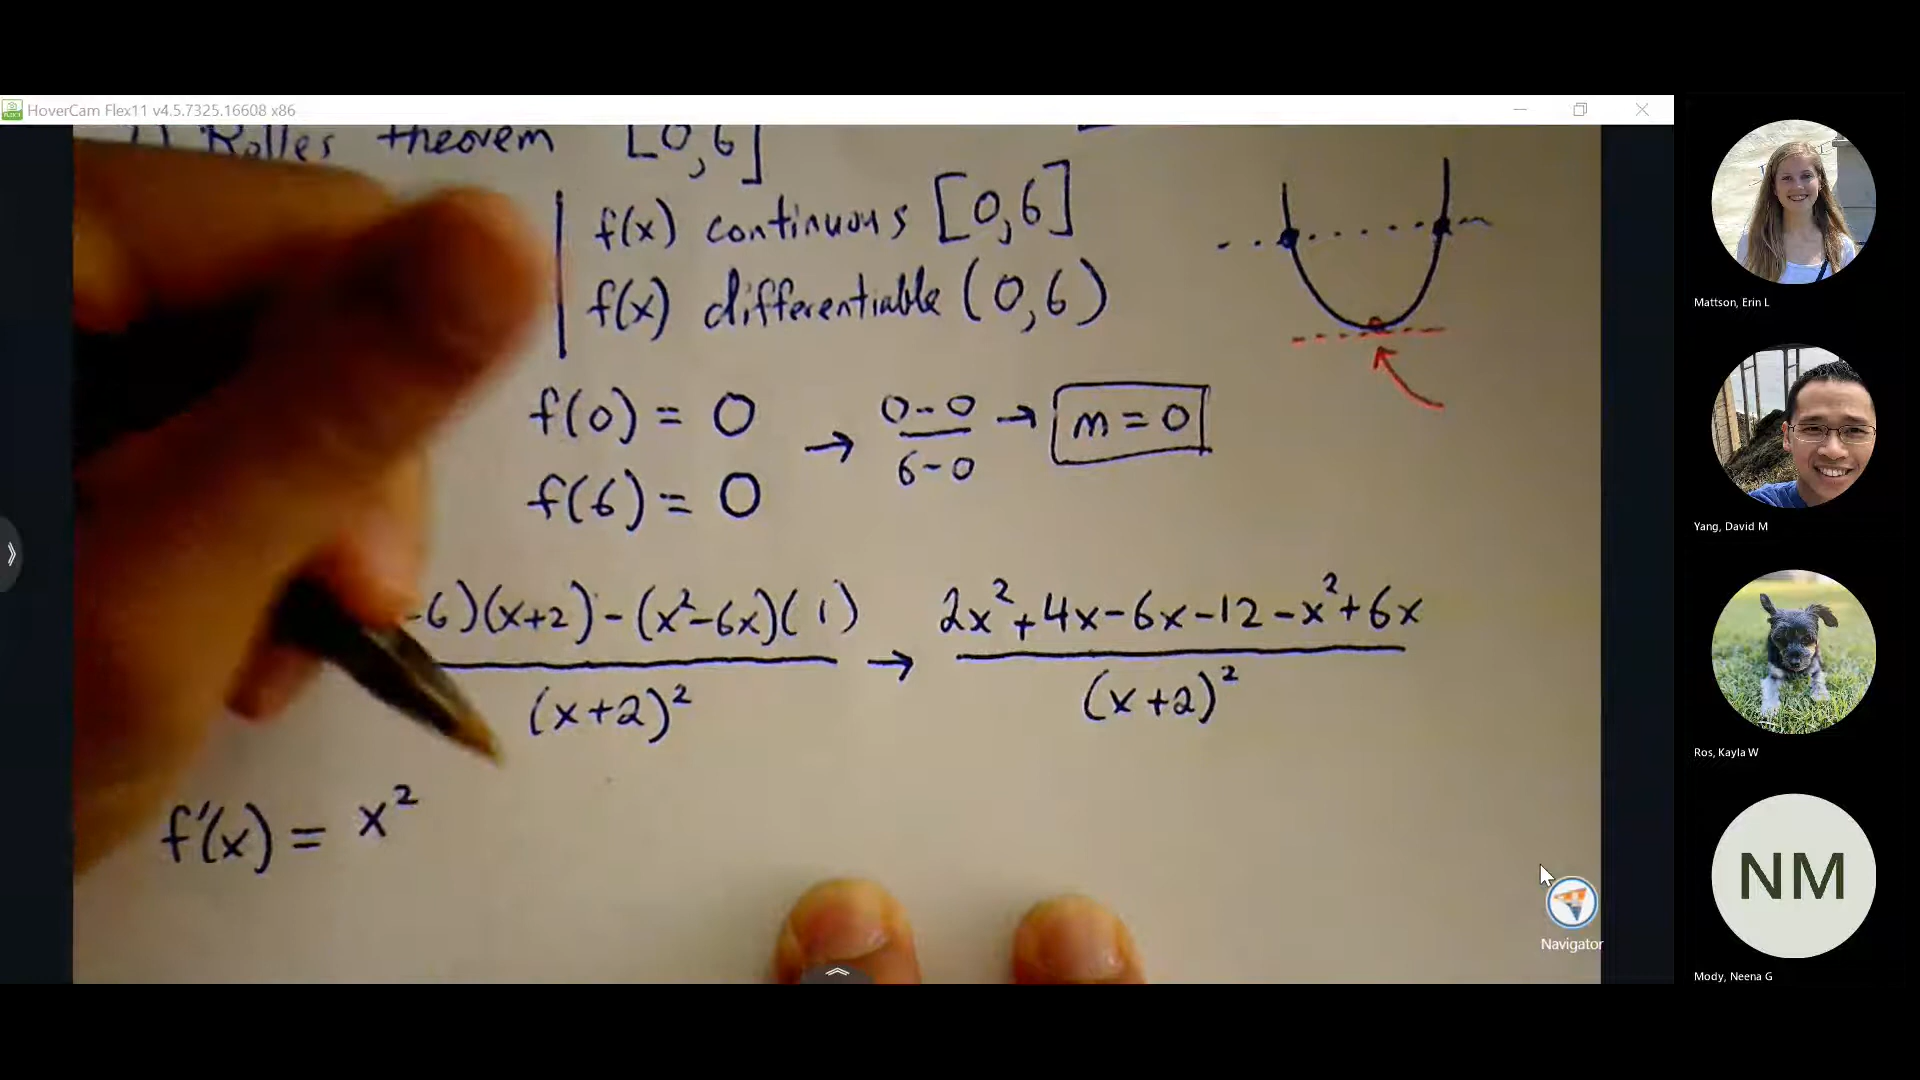 HoverCam Flex11 v4.5.7325.16608 x86
1) Rolles theorem [0,6]
f(x) continuous [0,6]
f(x) differentiable (0,6)
f(0) = 0 → 0-0 / 6-0 → m = 0
f(6) = 0
-6)(x+2) - (x²-6x)(1) / (x+2)² → 2x²+4x-6x-12-x²+6x / (x+2)²
f'(x) = x²
Navigator
Mattson, Erin L
Yang, David M
Ros, Kayla W
NM
Mody, Neena G